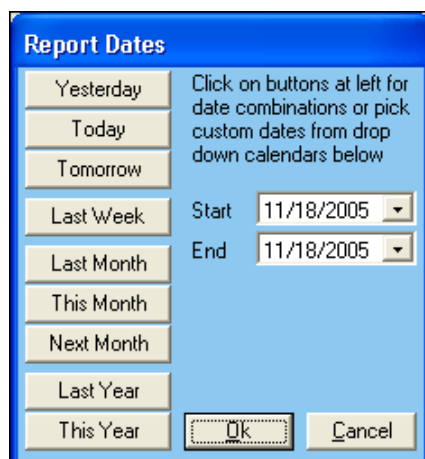 Report Dates
Yesterday
Today
Tomorrow
Last Week
Last Month
This Month
Next Month
Last Year
This Year
Click on buttons at left for
date combinations or pick
custom dates from drop
down calendars below
Start 11/18/2005
End 11/18/2005
Ok Cancel